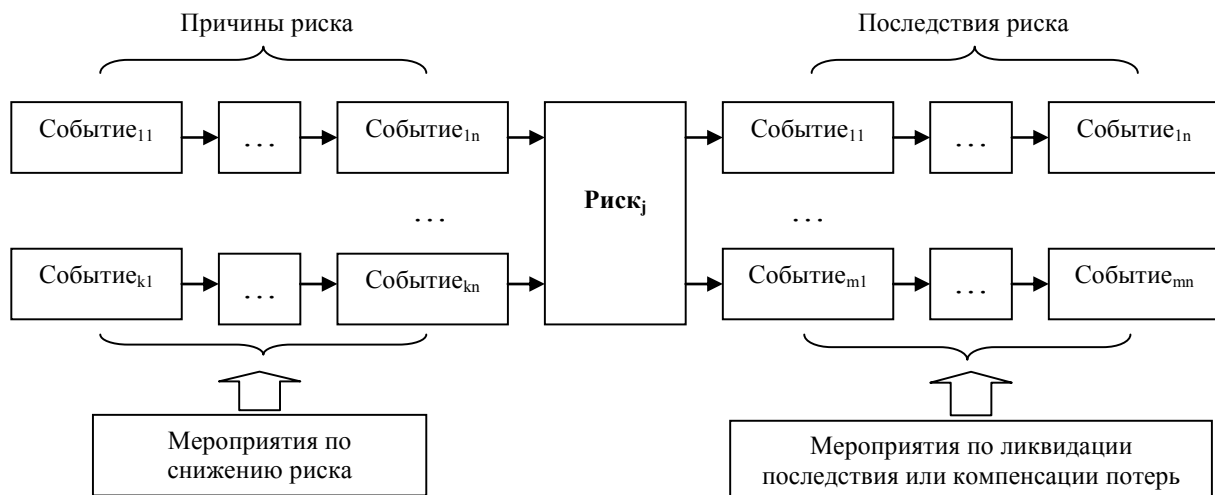 Причины риска Последствия риска
Событие₁₁ … Событие₁ₙ Рискⱼ Событие₁₁ … Событие₁ₙ
… …
Событиеₖ₁ … Событиеₖₙ Событиеₘ₁ … Событиеₘₙ
Мероприятия по
снижению риска
Мероприятия по ликвидации
последствия или компенсации потерь